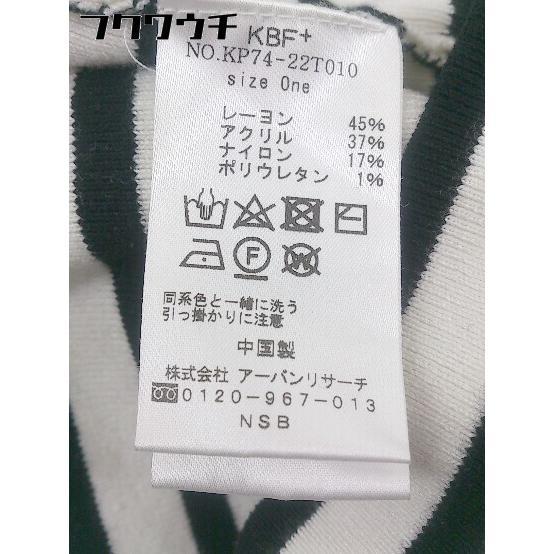 フクウチ
KBF+
NO.KP74-22T010
size One
レーヨン 45%
アクリル 37%
ナイロン 17%
ポリウレタン 1%
F
W
同系色と一緒に洗う
引っ掛かりに注意
中国製
株式会社 アーバンリサーチ
0120-967-013
NSB